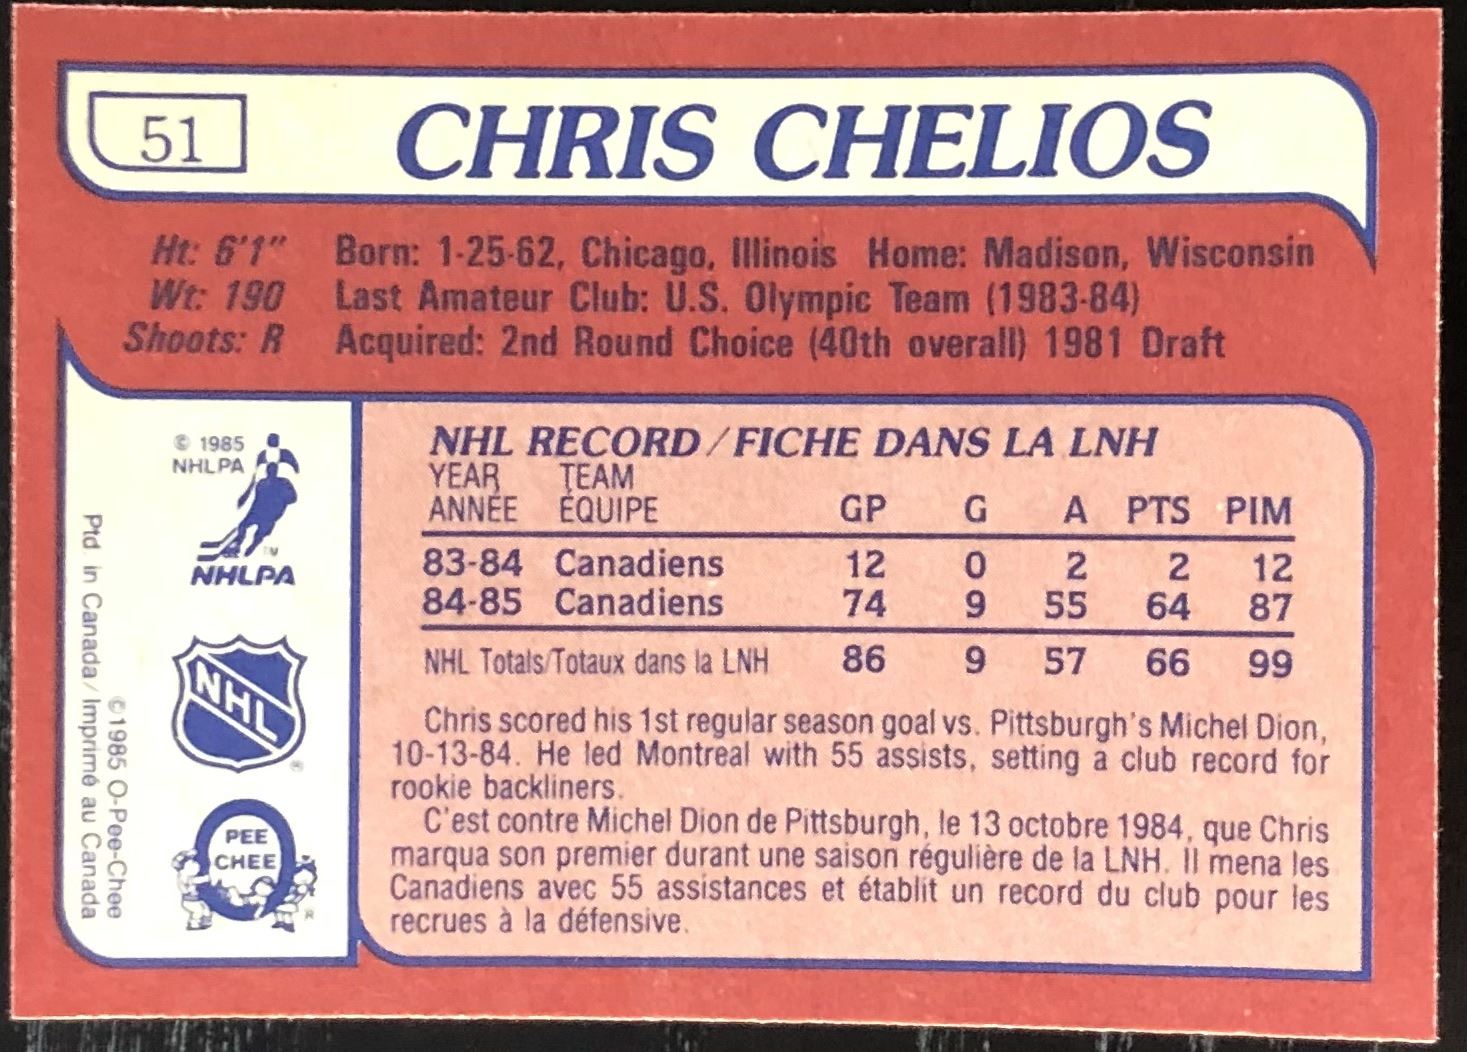 51
CHRIS CHELIOS
Ht: 6'1" Born: 1-25-62, Chicago, Illinois Home: Madison, Wisconsin
Wt: 190 Last Amateur Club: U.S. Olympic Team (1983-84)
Shoots: R Acquired: 2nd Round Choice (40th overall) 1981 Draft
© 1985
NHLPA
TM
NHLPA
NHL
®
PEE
CHEE
R
©1985 O-Pee-Chee
Ptd. in Canada/Imprimé au Canada
NHL RECORD/FICHE DANS LA LNH
YEAR TEAM
ANNÉE ÉQUIPE GP G A PTS PIM
83-84 Canadiens 12 0 2 2 12
84-85 Canadiens 74 9 55 64 87
NHL Totals/Totaux dans la LNH 86 9 57 66 99
Chris scored his 1st regular season goal vs. Pittsburgh's Michel Dion,
10-13-84. He led Montreal with 55 assists, setting a club record for
rookie backliners.
C'est contre Michel Dion de Pittsburgh, le 13 octobre 1984, que Chris
marqua son premier durant une saison régulière de la LNH. Il mena les
Canadiens avec 55 assistances et établit un record du club pour les
recrues à la défensive.